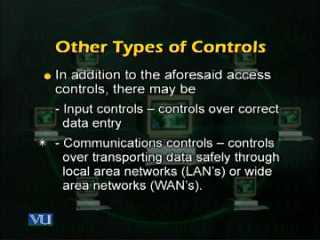 Other Types of Controls
In addition to the aforesaid access
controls, there may be
- Input controls – controls over correct
data entry
- Communications controls – controls
over transporting data safely through
local area networks (LAN's) or wide
area networks (WAN's).
VU